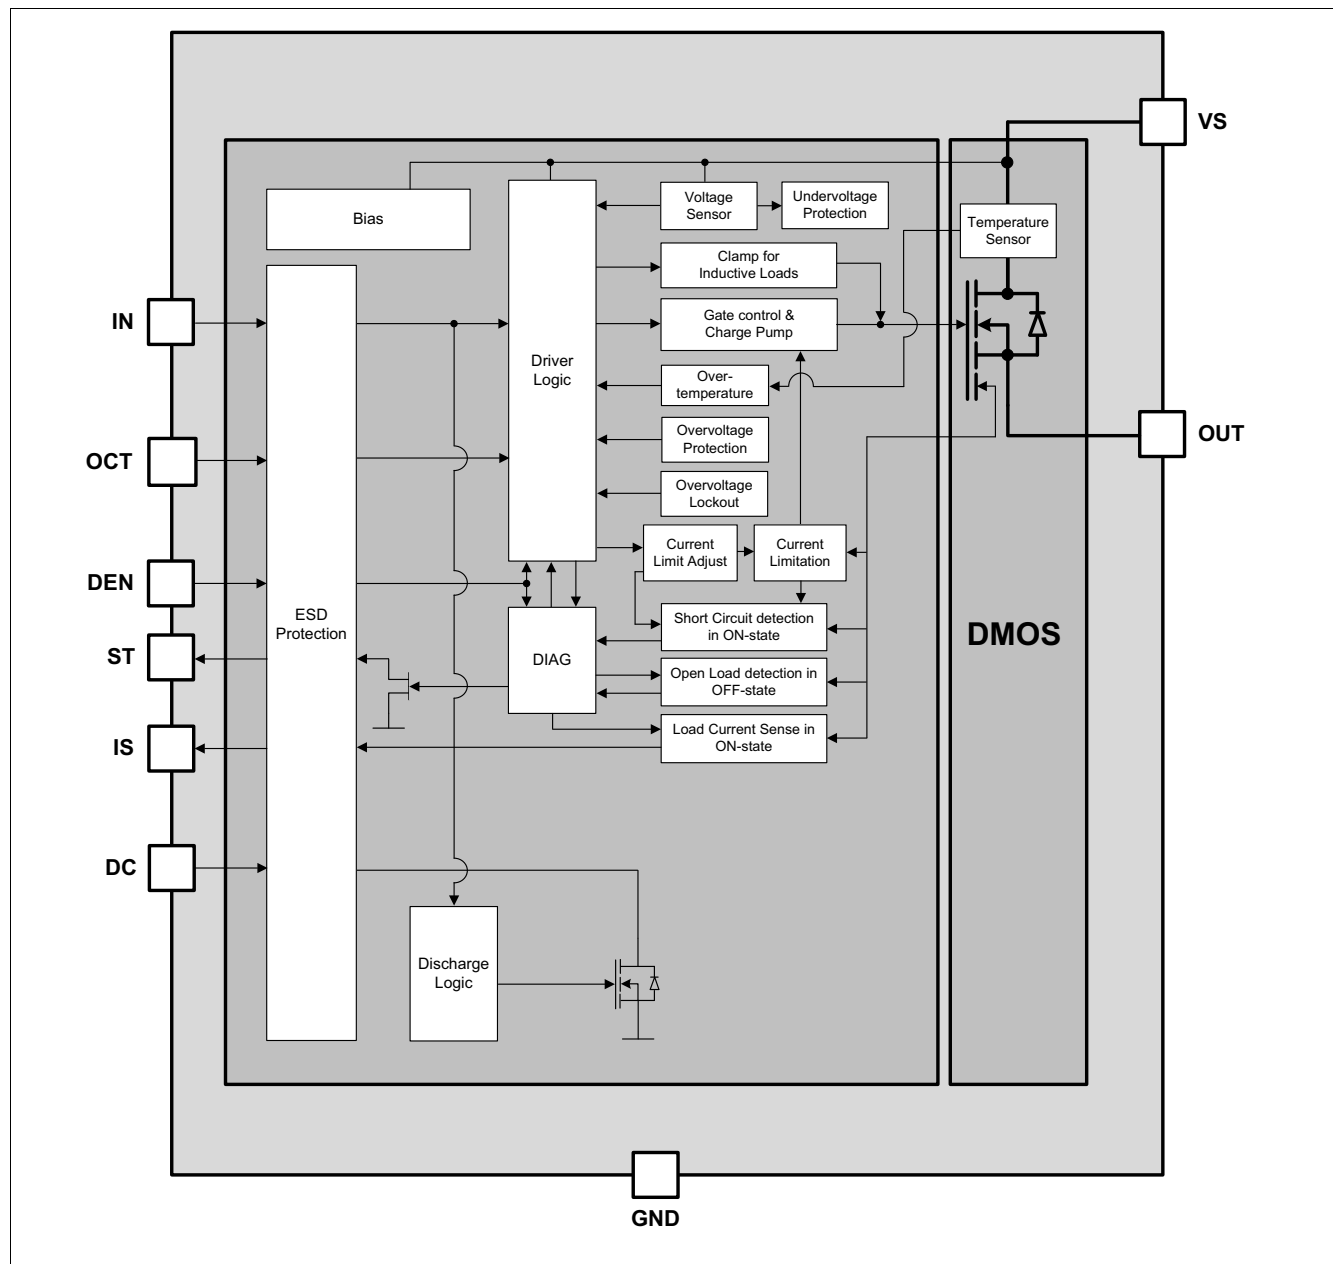 VS
Bias
Voltage
Sensor
Undervoltage
Protection
Temperature
Sensor
Clamp for
Inductive Loads
IN
Gate control &
Charge Pump
Driver
Logic
Over-
temperature
OCT
Overvoltage
Protection
OUT
Overvoltage
Lockout
Current
Limit Adjust
Current
Limitation
DEN
ESD
Protection
Short Circuit detection
in ON-state
DMOS
ST
DIAG
Open Load detection in
OFF-state
IS
Load Current Sense in
ON-state
DC
Discharge
Logic
GND